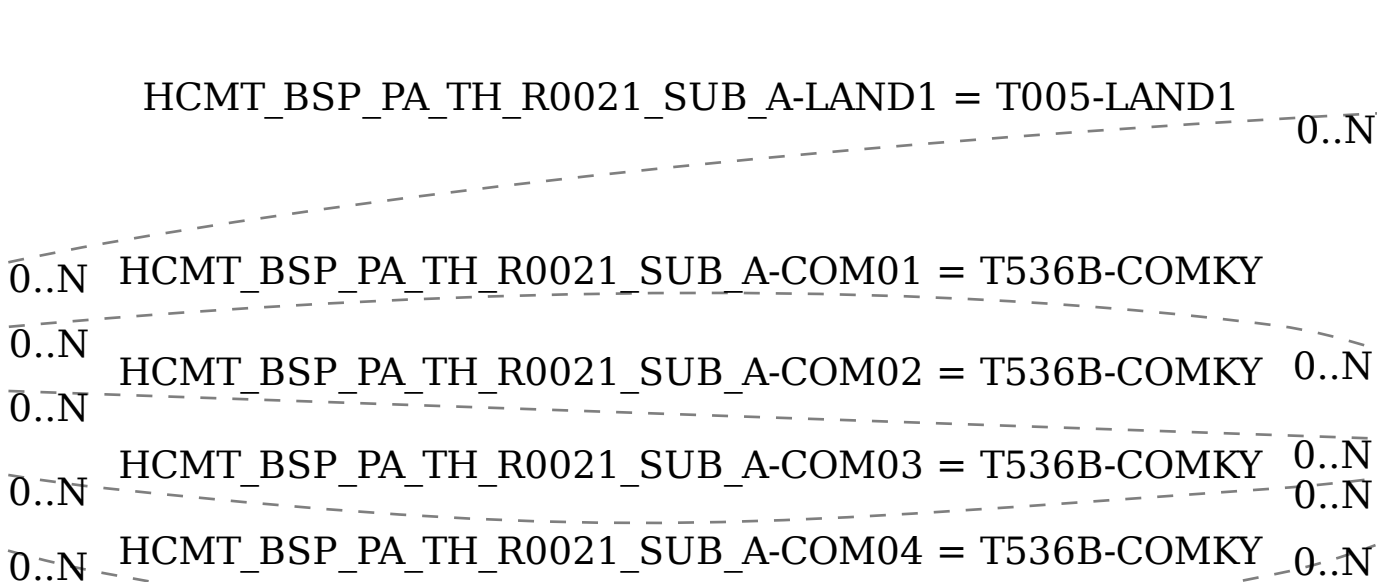 HCMT_BSP_PA_TH_R0021_SUB_A-LAND1 = T005-LAND1
0..N
0..N HCMT_BSP_PA_TH_R0021_SUB_A-COM01 = T536B-COMKY
0..N
HCMT_BSP_PA_TH_R0021_SUB_A-COM02 = T536B-COMKY 0..N
0..N
HCMT_BSP_PA_TH_R0021_SUB_A-COM03 = T536B-COMKY 0..N
0..N 0..N
0..N HCMT_BSP_PA_TH_R0021_SUB_A-COM04 = T536B-COMKY 0..N